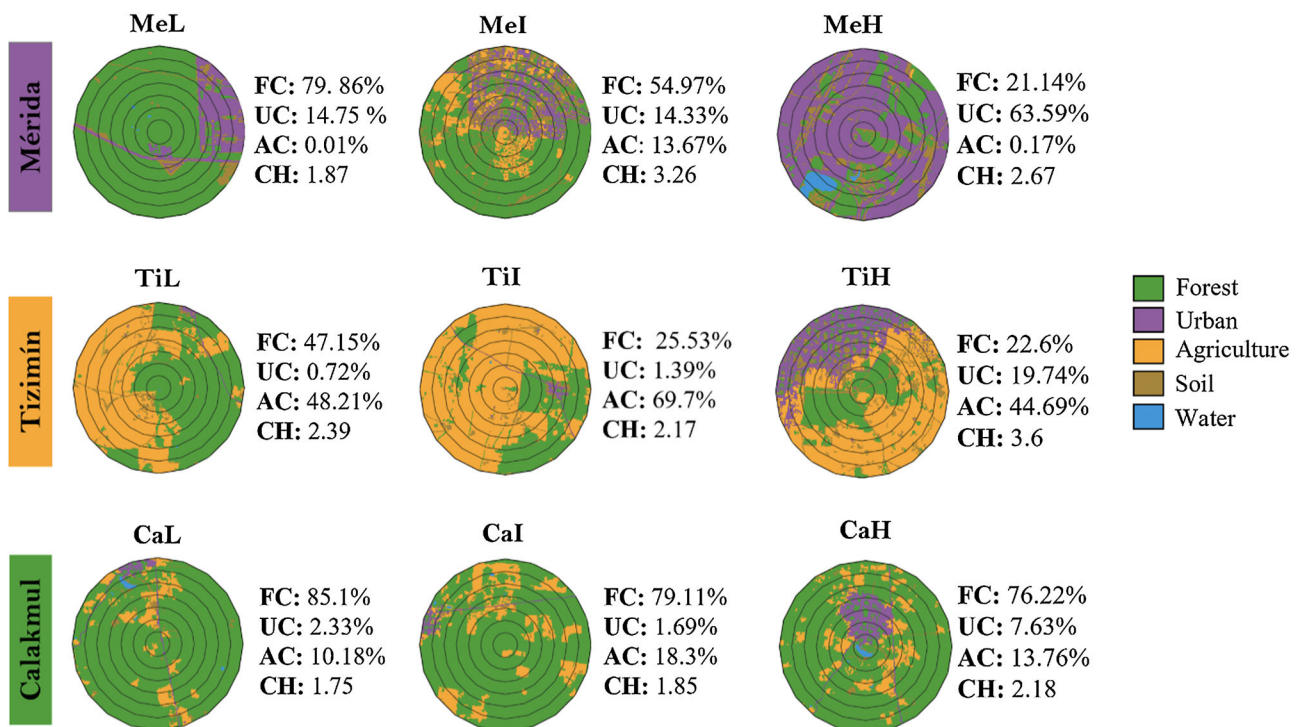 MeL
MeI
MeH
Mérida
FC: 79. 86%
UC: 14.75 %
AC: 0.01%
CH: 1.87
FC: 54.97%
UC: 14.33%
AC: 13.67%
CH: 3.26
FC: 21.14%
UC: 63.59%
AC: 0.17%
CH: 2.67
TiL
TiI
TiH
Tizimín
FC: 47.15%
UC: 0.72%
AC: 48.21%
CH: 2.39
FC: 25.53%
UC: 1.39%
AC: 69.7%
CH: 2.17
FC: 22.6%
UC: 19.74%
AC: 44.69%
CH: 3.6
Forest
Urban
Agriculture
Soil
Water
CaL
CaI
CaH
Calakmul
FC: 85.1%
UC: 2.33%
AC: 10.18%
CH: 1.75
FC: 79.11%
UC: 1.69%
AC: 18.3%
CH: 1.85
FC: 76.22%
UC: 7.63%
AC: 13.76%
CH: 2.18